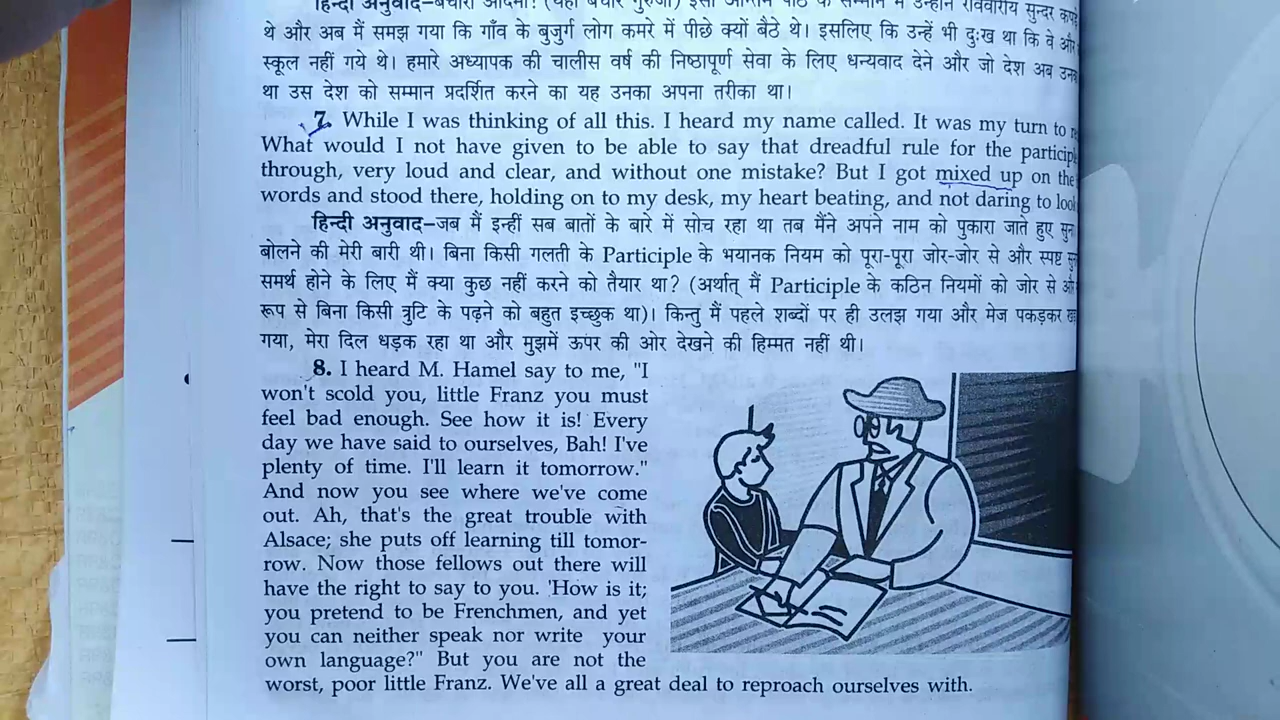 हिन्दी अनुवाद–बेचारा आदमी! (यहाँ बेचारे गुरुजी) इसी अन्तिम पाठ के सम्मान में उन्होंने रविवारीय सुन्दर
थे और अब मैं समझ गया कि गाँव के बुजुर्ग लोग कमरे में पीछे क्यों बैठे थे। इसलिए कि उन्हें भी दुःख था कि वे और
स्कूल नहीं गये थे। हमारे अध्यापक की चालीस वर्ष की निष्ठापूर्ण सेवा के लिए धन्यवाद देने और जो देश अब
था उस देश को सम्मान प्रदर्शित करने का यह उनका अपना तरीका था।
7. While I was thinking of all this. I heard my name called. It was my turn to
What would I not have given to be able to say that dreadful rule for the
through, very loud and clear, and without one mistake? But I got mixed up on the
words and stood there, holding on to my desk, my heart beating, and not daring to look
हिन्दी अनुवाद–जब मैं इन्हीं सब बातों के बारे में सोच रहा था तब मैंने अपने नाम को पुकारा जाते हुए
बोलने की मेरी बारी थी। बिना किसी गलती के Participle के भयानक नियम को पूरा-पूरा जोर-जोर से और स्पष्ट
समर्थ होने के लिए मैं क्या कुछ नहीं करने को तैयार था? (अर्थात् मैं Participle के कठिन नियमों को जोर से
रूप से बिना किसी त्रुटि के पढ़ने को बहुत इच्छुक था)। किन्तु मैं पहले शब्दों पर ही उलझ गया और मेज पकड़कर
गया, मेरा दिल धड़क रहा था और मुझमें ऊपर की ओर देखने की हिम्मत नहीं थी।
8. I heard M. Hamel say to me, "I
won't scold you, little Franz you must
feel bad enough. See how it is! Every
day we have said to ourselves, Bah! I've
plenty of time. I'll learn it tomorrow."
And now you see where we've come
out. Ah, that's the great trouble with
Alsace; she puts off learning till tomor-
row. Now those fellows out there will
have the right to say to you. 'How is it;
you pretend to be Frenchmen, and yet
you can neither speak nor write your
own language?" But you are not the
worst, poor little Franz. We've all a great deal to reproach ourselves with.